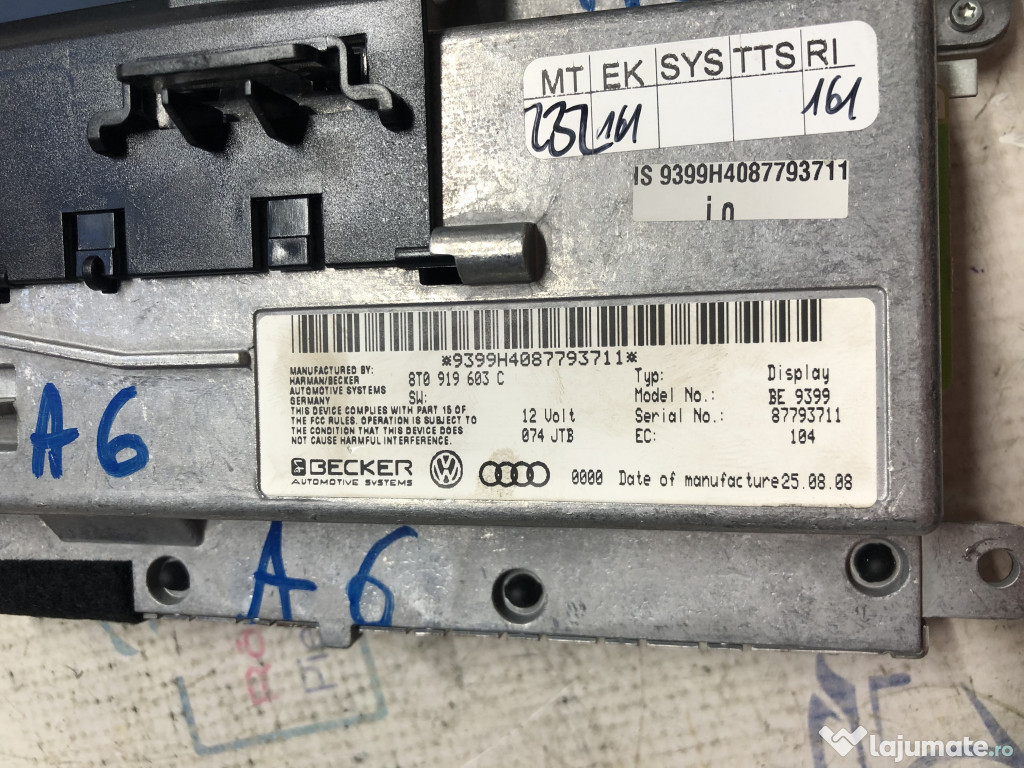 MT EK SYS TTS RI
161 161
IS 9399H4087793711
*9399H4087793711*
MANUFACTURED BY:
HARMAN/BECKER
AUTOMOTIVE SYSTEMS
GERMANY
8T0 919 603 C
SW:
Typ: Display
Model No.: BE 9399
THIS DEVICE COMPLIES WITH PART 15 OF
THE FCC RULES. OPERATION IS SUBJECT TO
THE CONDITION THAT THIS DEVICE DOES
NOT CAUSE HARMFUL INTERFERENCE.
12 Volt
074 JTB
Serial No.: 87793711
EC: 104
BECKER
AUTOMOTIVE SYSTEMS
0000 Date of manufacture 25.08.08
A6
A6
lajumate.ro